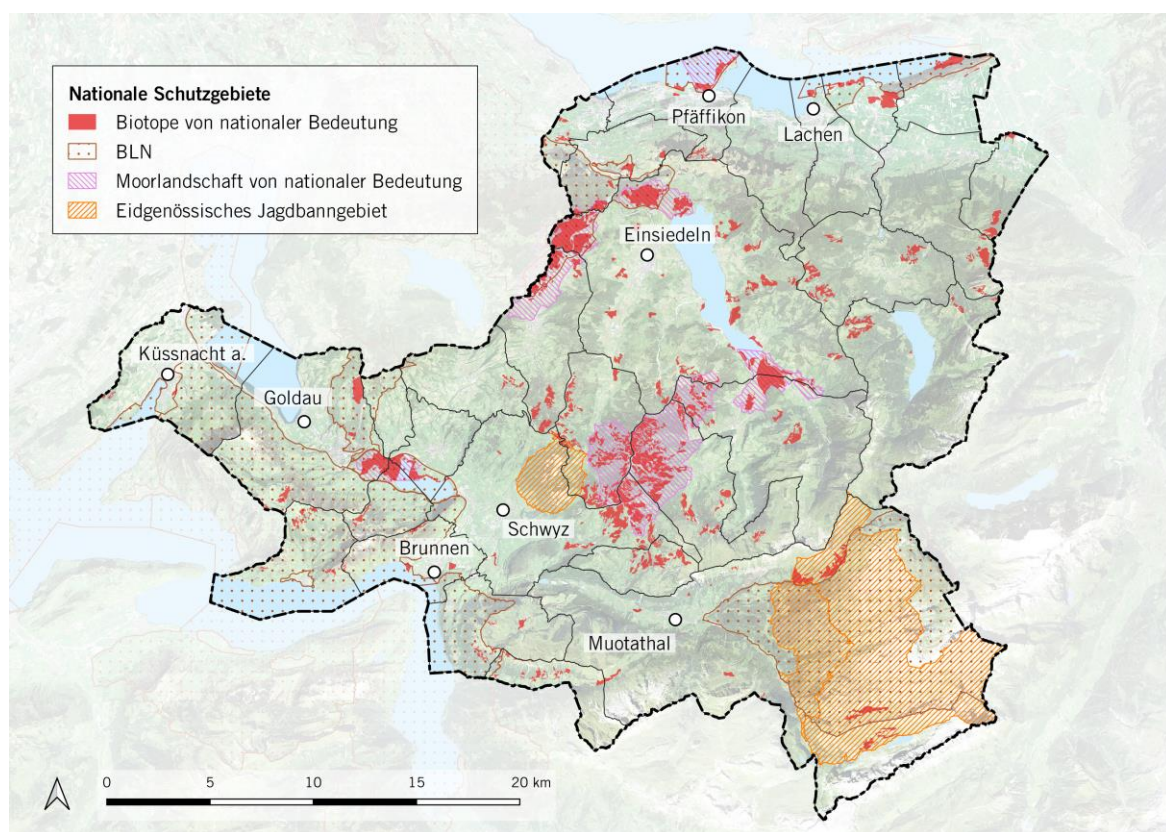 Nationale Schutzgebiete
Biotope von nationaler Bedeutung
BLN
Moorlandschaft von nationaler Bedeutung
Eidgenössisches Jagdbanngebiet
Pfäffikon
Lachen
Einsiedeln
Küssnacht a.
Goldau
Schwyz
Brunnen
Muotathal
0 5 10 15 20 km